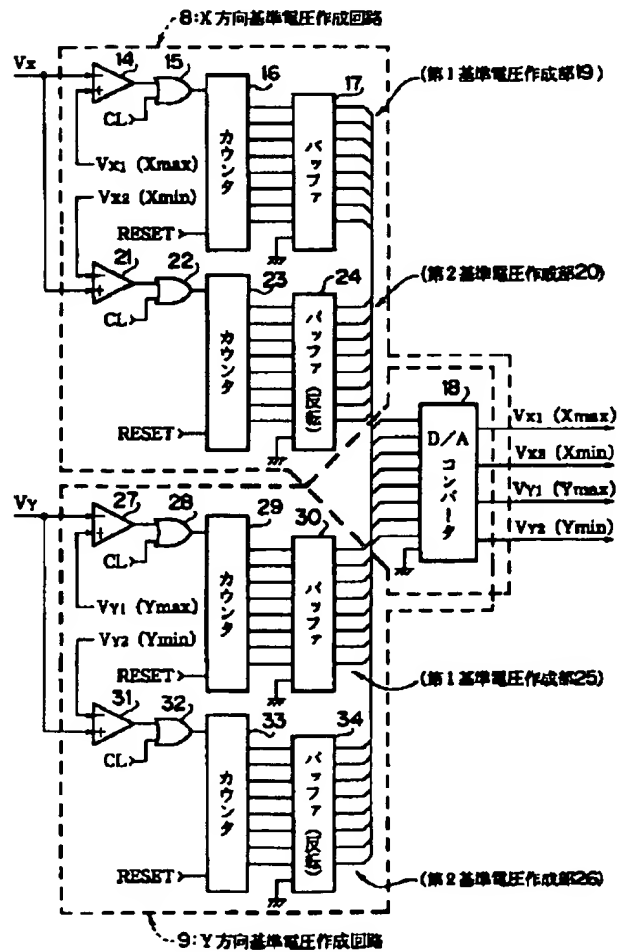 8:X方向基準電圧作成回路
Vx
14
15
16
17
(第1基準電圧作成部19)
CL
カウンタ
バッファ
Vx1 (Xmax)
Vx2 (Xmin)
RESET
21
22
23
24
(第2基準電圧作成部20)
CL
カウンタ
バッファ
RESET
18
D/Aコンバータ
Vx1 (Xmax)
Vx2 (Xmin)
VY1 (Ymax)
VY2 (Ymin)
VY
27
28
29
30
CL
カウンタ
バッファ
VY1 (Ymax)
VY2 (Ymin)
RESET
(第1基準電圧作成部25)
31
32
33
34
CL
カウンタ
バッファ
RESET
(第2基準電圧作成部26)
9:Y方向基準電圧作成回路